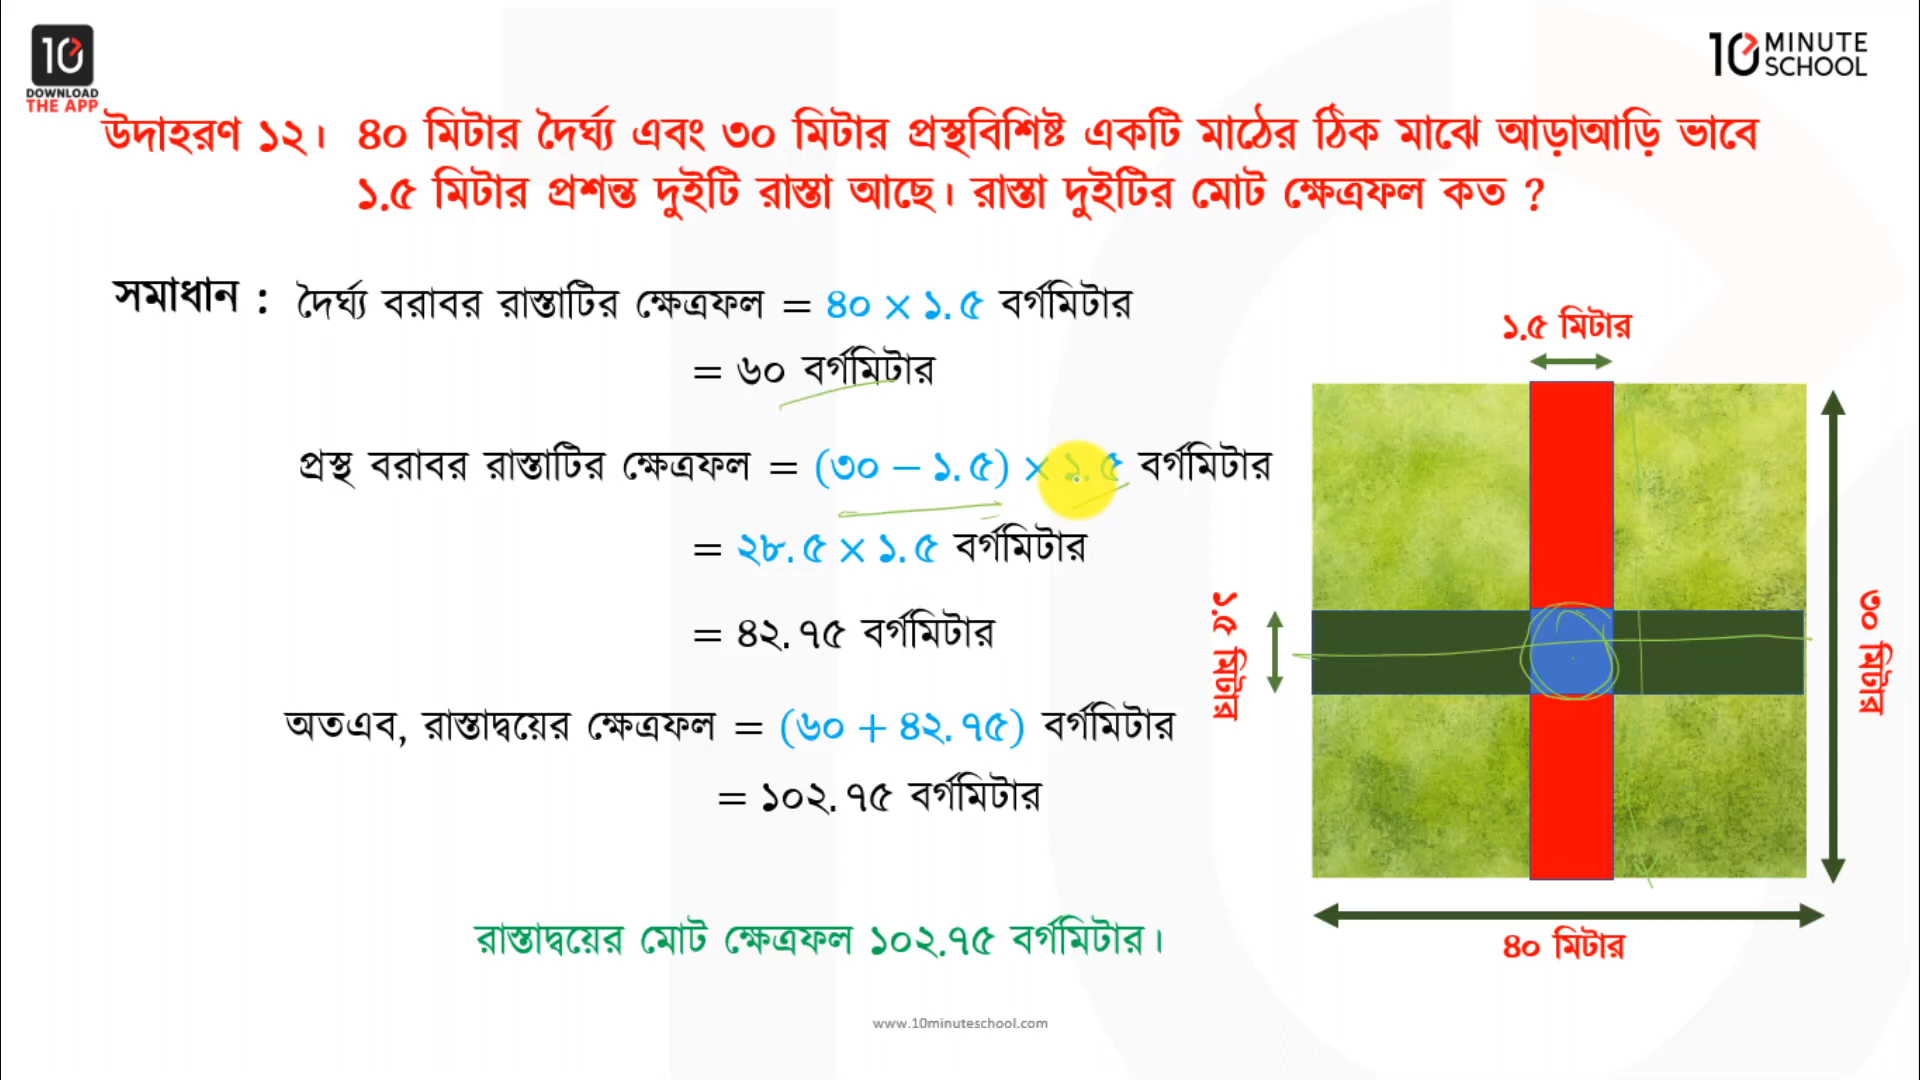 10
DOWNLOAD
THE APP
10 MINUTE
SCHOOL
উদাহরণ ১২। ৪০ মিটার দৈর্ঘ্য এবং ৩০ মিটার প্রস্থবিশিষ্ট একটি মাঠের ঠিক মাঝে আড়াআড়ি ভাবে
১.৫ মিটার প্রশস্ত দুইটি রাস্তা আছে। রাস্তা দুইটির মোট ক্ষেত্রফল কত ?
সমাধান : দৈর্ঘ্য বরাবর রাস্তাটির ক্ষেত্রফল = ৪০ × ১.৫ বর্গমিটার
= ৬০ বর্গমিটার
প্রস্থ বরাবর রাস্তাটির ক্ষেত্রফল = (৩০ − ১.৫) × ১.৫ বর্গমিটার
= ২৮.৫ × ১.৫ বর্গমিটার
= ৪২.৭৫ বর্গমিটার
অতএব, রাস্তাদ্বয়ের ক্ষেত্রফল = (৬০ + ৪২.৭৫) বর্গমিটার
= ১০২.৭৫ বর্গমিটার
রাস্তাদ্বয়ের মোট ক্ষেত্রফল ১০২.৭৫ বর্গমিটার।
১.৫ মিটার
১.৫ মিটার
৩০ মিটার
৪০ মিটার
www.10minuteschool.com